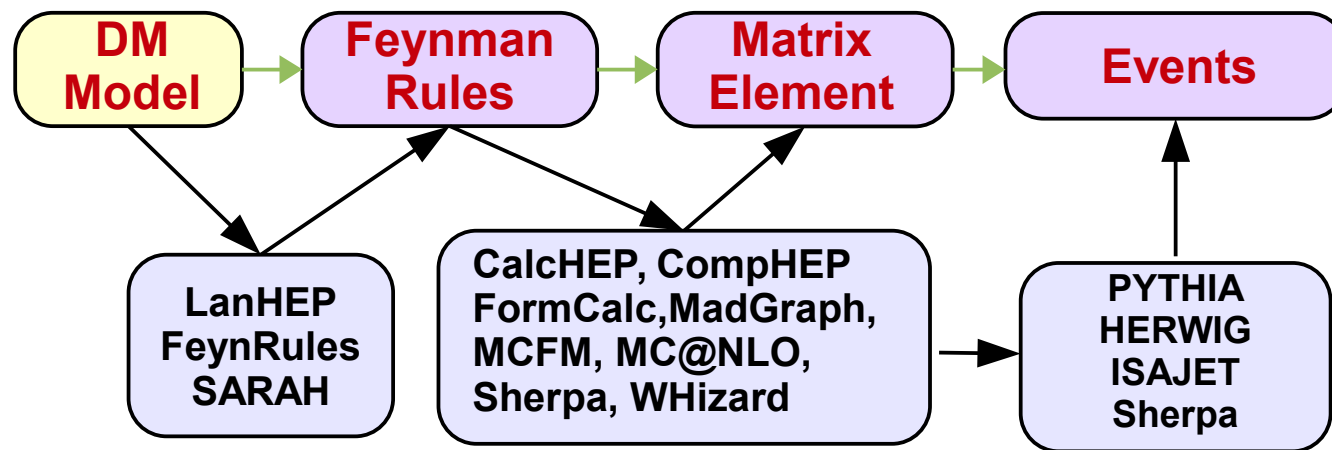 DM
Model
Feynman
Rules
Matrix
Element
Events
LanHEP
FeynRules
SARAH
CalcHEP, CompHEP
FormCalc,MadGraph,
MCFM, MC@NLO,
Sherpa, WHizard
PYTHIA
HERWIG
ISAJET
Sherpa